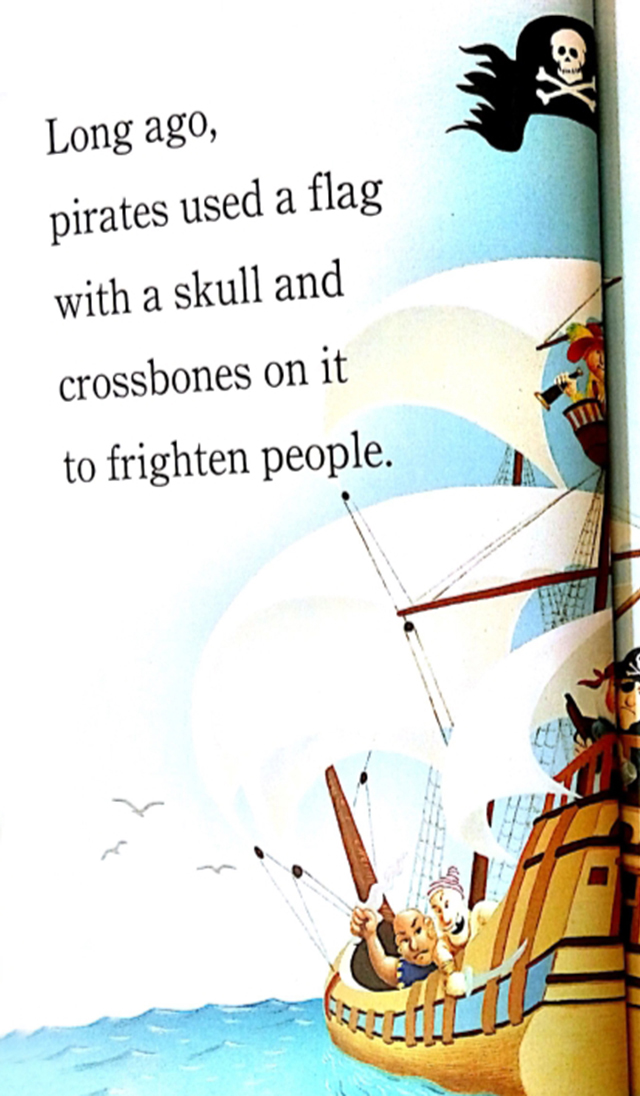 Long ago,
pirates used a flag
with a skull and
crossbones on it
to frighten people.